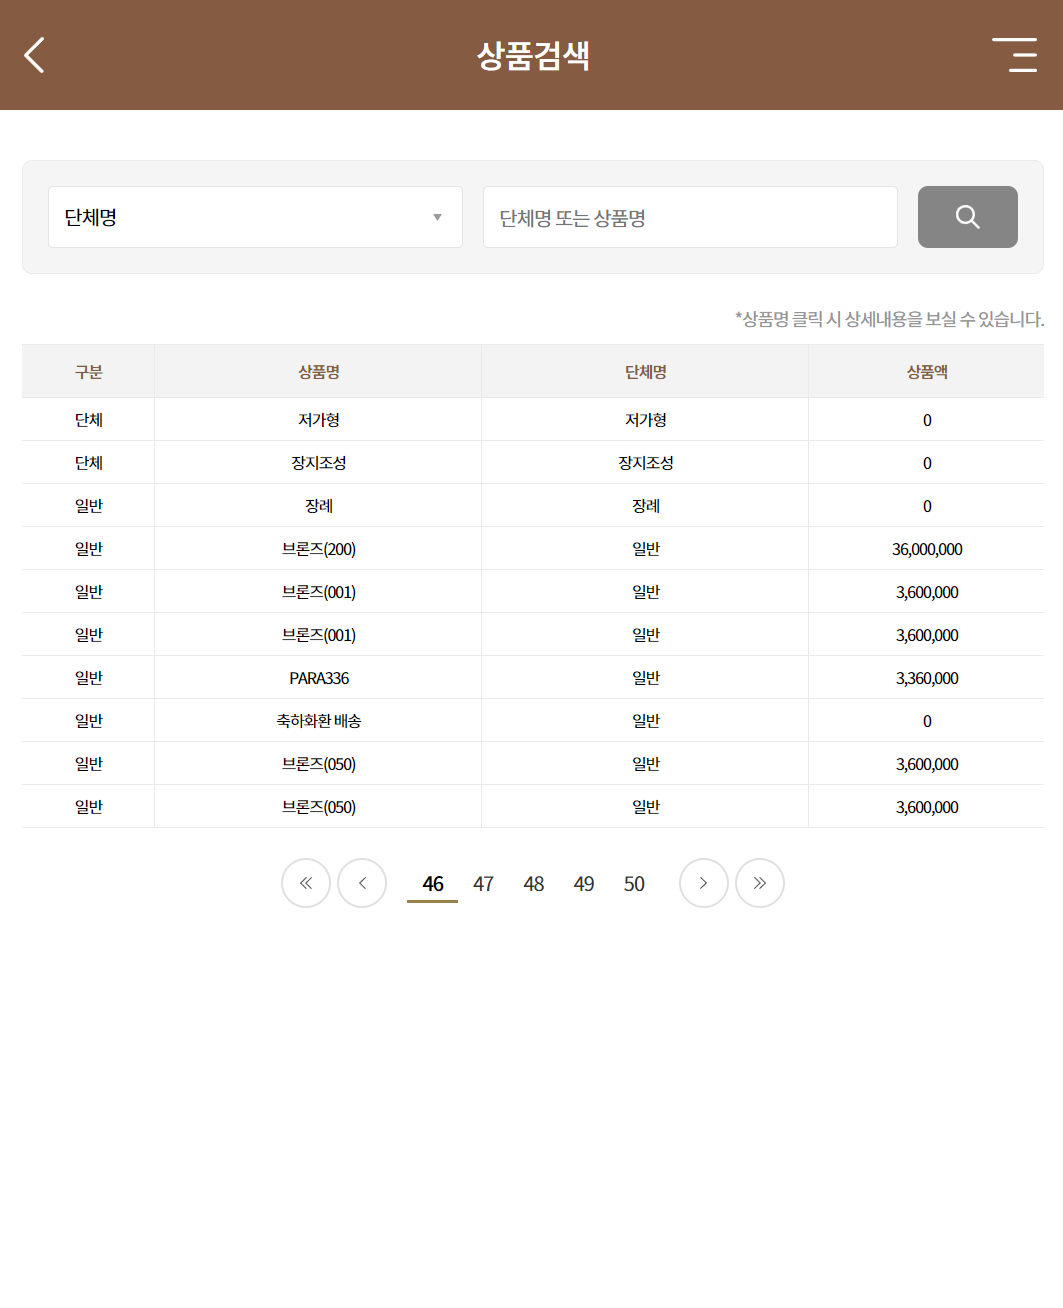 상품검색
단체명
단체명 또는 상품명
*상품명 클릭 시 상세내용을 보실 수 있습니다.
구분 상품명 단체명 상품액
단체 저가형 저가형 0
단체 장지조성 장지조성 0
일반 장례 장례 0
일반 브론즈(200) 일반 36,000,000
일반 브론즈(001) 일반 3,600,000
일반 브론즈(001) 일반 3,600,000
일반 PARA336 일반 3,360,000
일반 축하화환 배송 일반 0
일반 브론즈(050) 일반 3,600,000
일반 브론즈(050) 일반 3,600,000
46 47 48 49 50